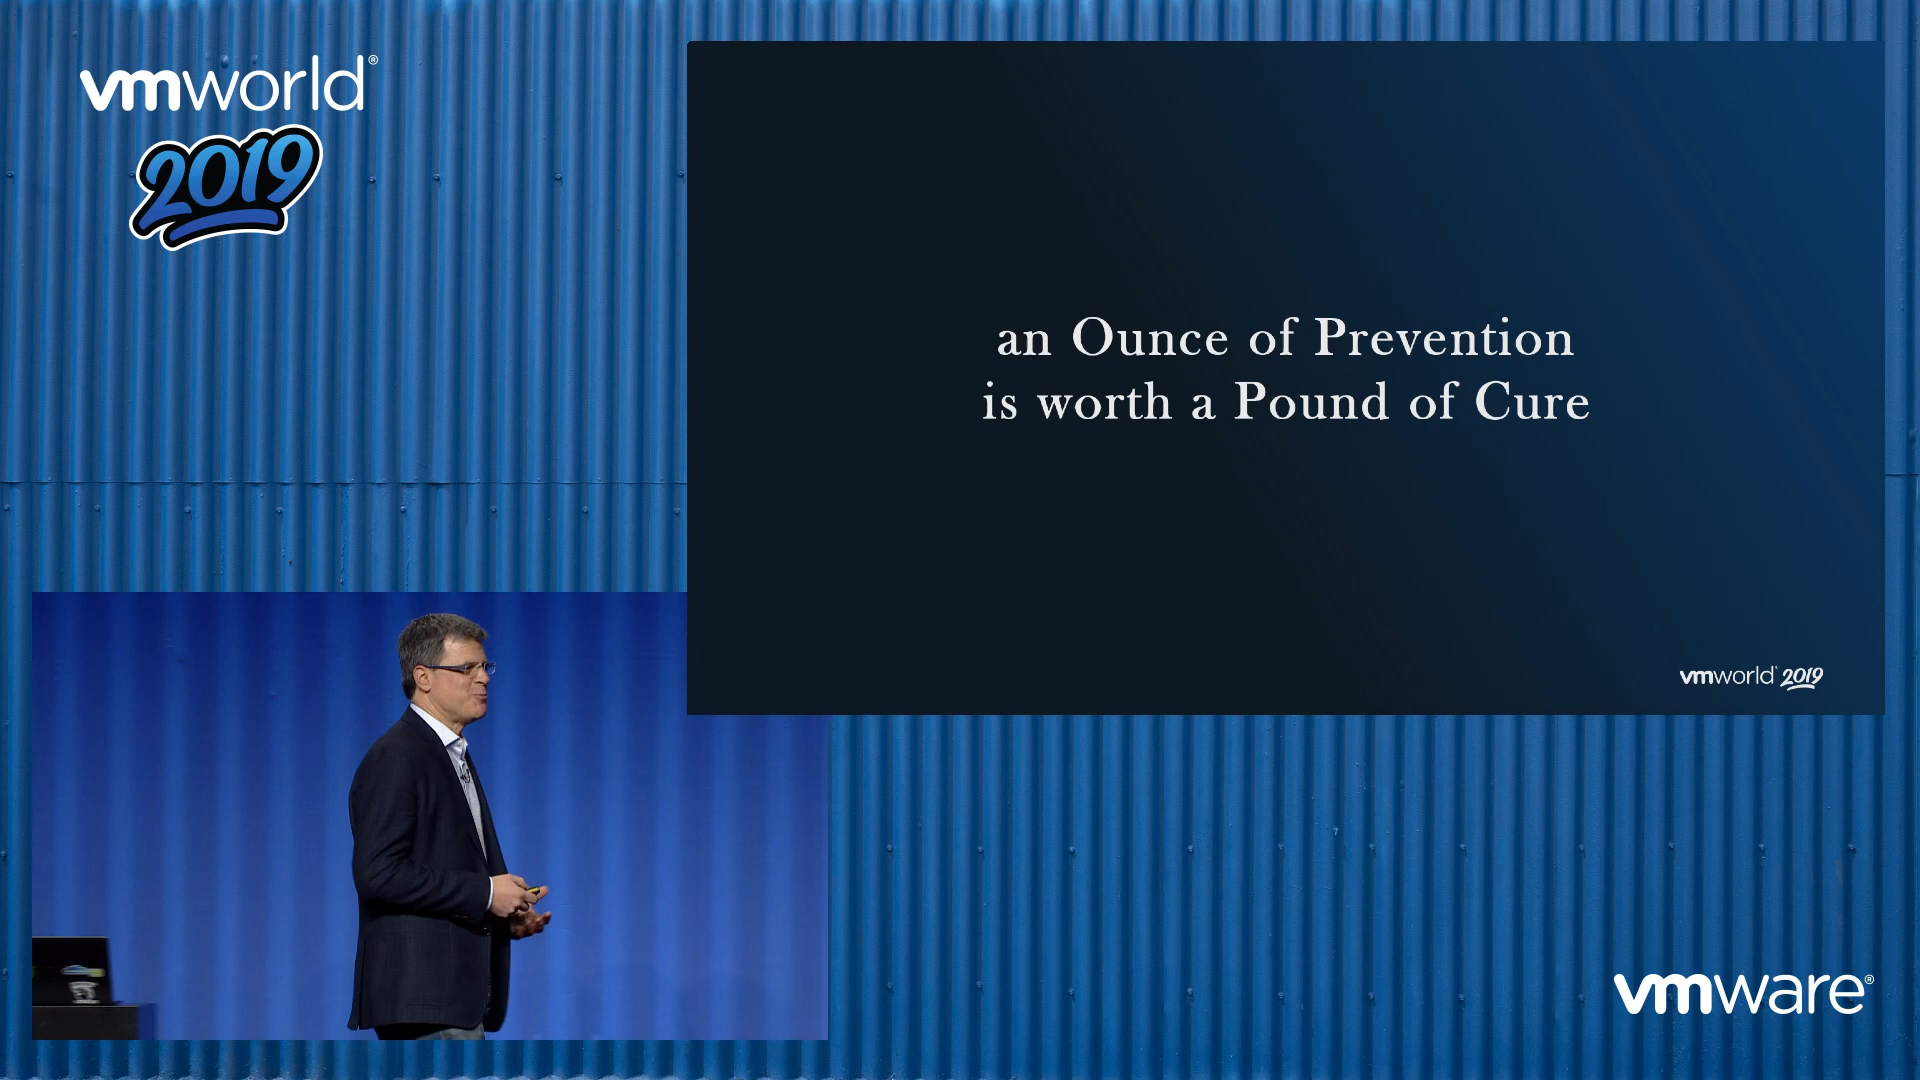 vmworld®
2019
an Ounce of Prevention
is worth a Pound of Cure
vmworld® 2019
vmware®